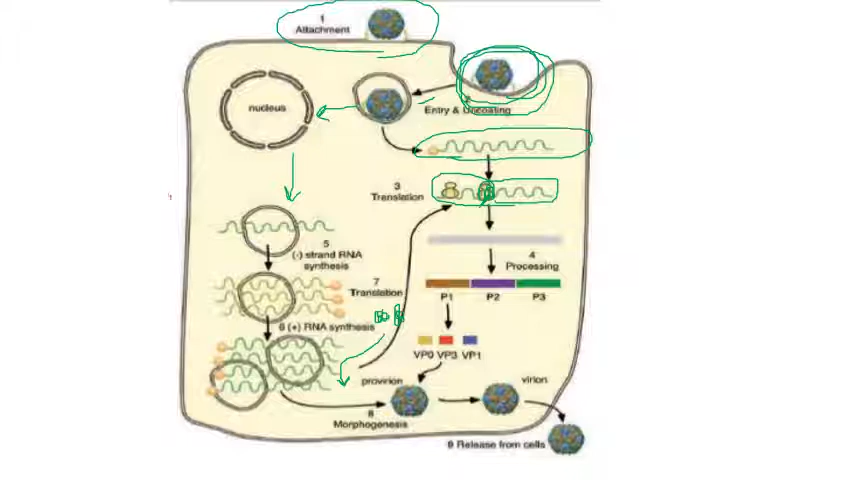 1
Attachment
nucleus
2
Entry & Uncoating
3
Translation
4
Processing
5
(-) strand RNA
synthesis
P1 P2 P3
7
Translation
6 (+) RNA synthesis
VP0 VP3 VP1
provirion
virion
8
Morphogenesis
9 Release from cells